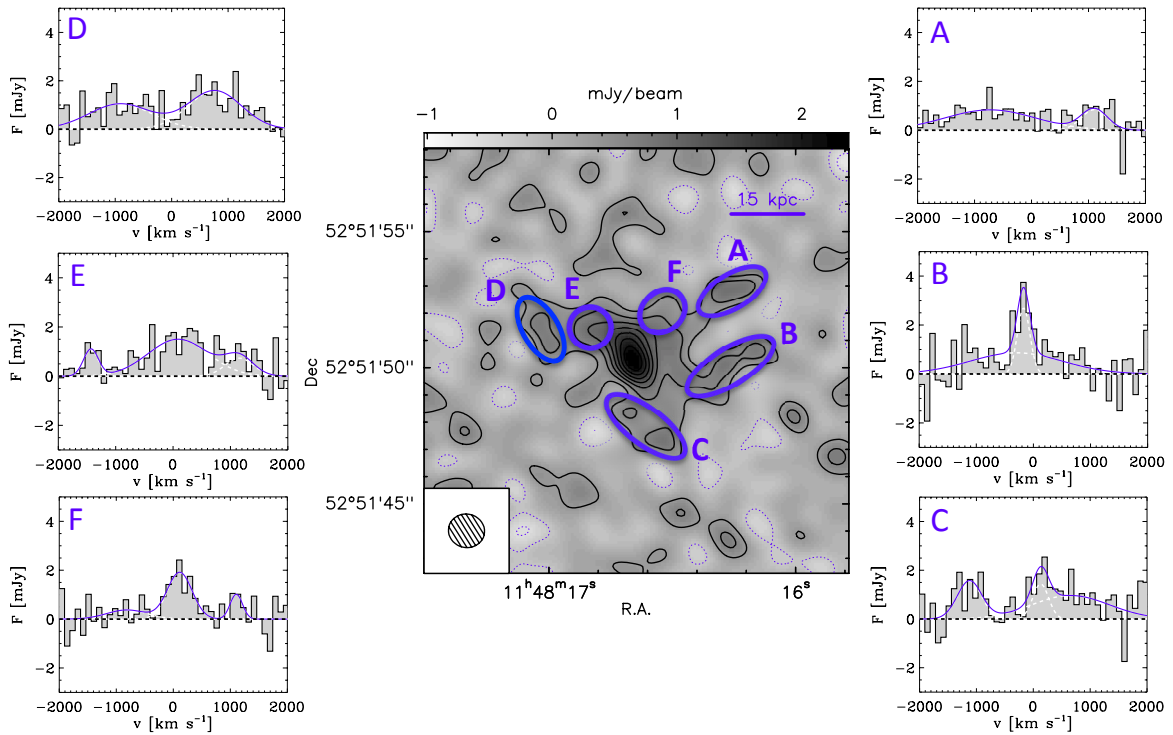 D
4
2
0
−2
F [mJy]
−2000 −1000 0 1000 2000
v [km s⁻¹]
E
4
2
0
−2
F [mJy]
−2000 −1000 0 1000 2000
v [km s⁻¹]
F
4
2
0
−2
F [mJy]
−2000 −1000 0 1000 2000
v [km s⁻¹]
mJy/beam
−1 0 1 2
15 kpc
A
F
D
E
B
C
52°51'55"
52°51'50"
52°51'45"
Dec
11ʰ48ᵐ17ˢ 16ˢ
R.A.
A
4
2
0
−2
F [mJy]
−2000 −1000 0 1000 2000
v [km s⁻¹]
B
4
2
0
−2
F [mJy]
−2000 −1000 0 1000 2000
v [km s⁻¹]
C
4
2
0
−2
F [mJy]
−2000 −1000 0 1000 2000
v [km s⁻¹]